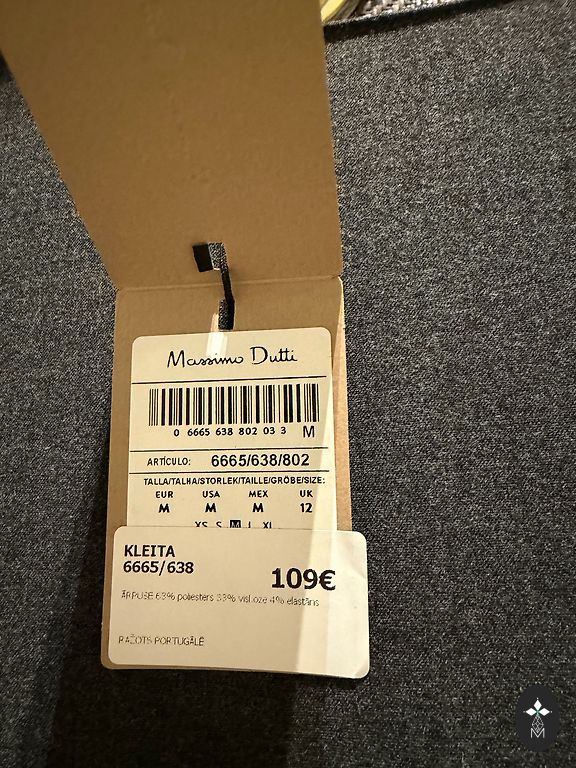 Massimo Dutti
0 6665 638 802 03 3 M
ARTÍCULO: 6665/638/802
TALLA/TALHA/STORLEK/TAILLE/GRÖBE/SIZE:
EUR USA MEX UK
M M M 12
XS S M L XL
KLEITA
6665/638
109€
ĀRPUSE 63% poliesters 33% viskoze 4% elastāns
RAŽOTS PORTUGĀLĒ
M